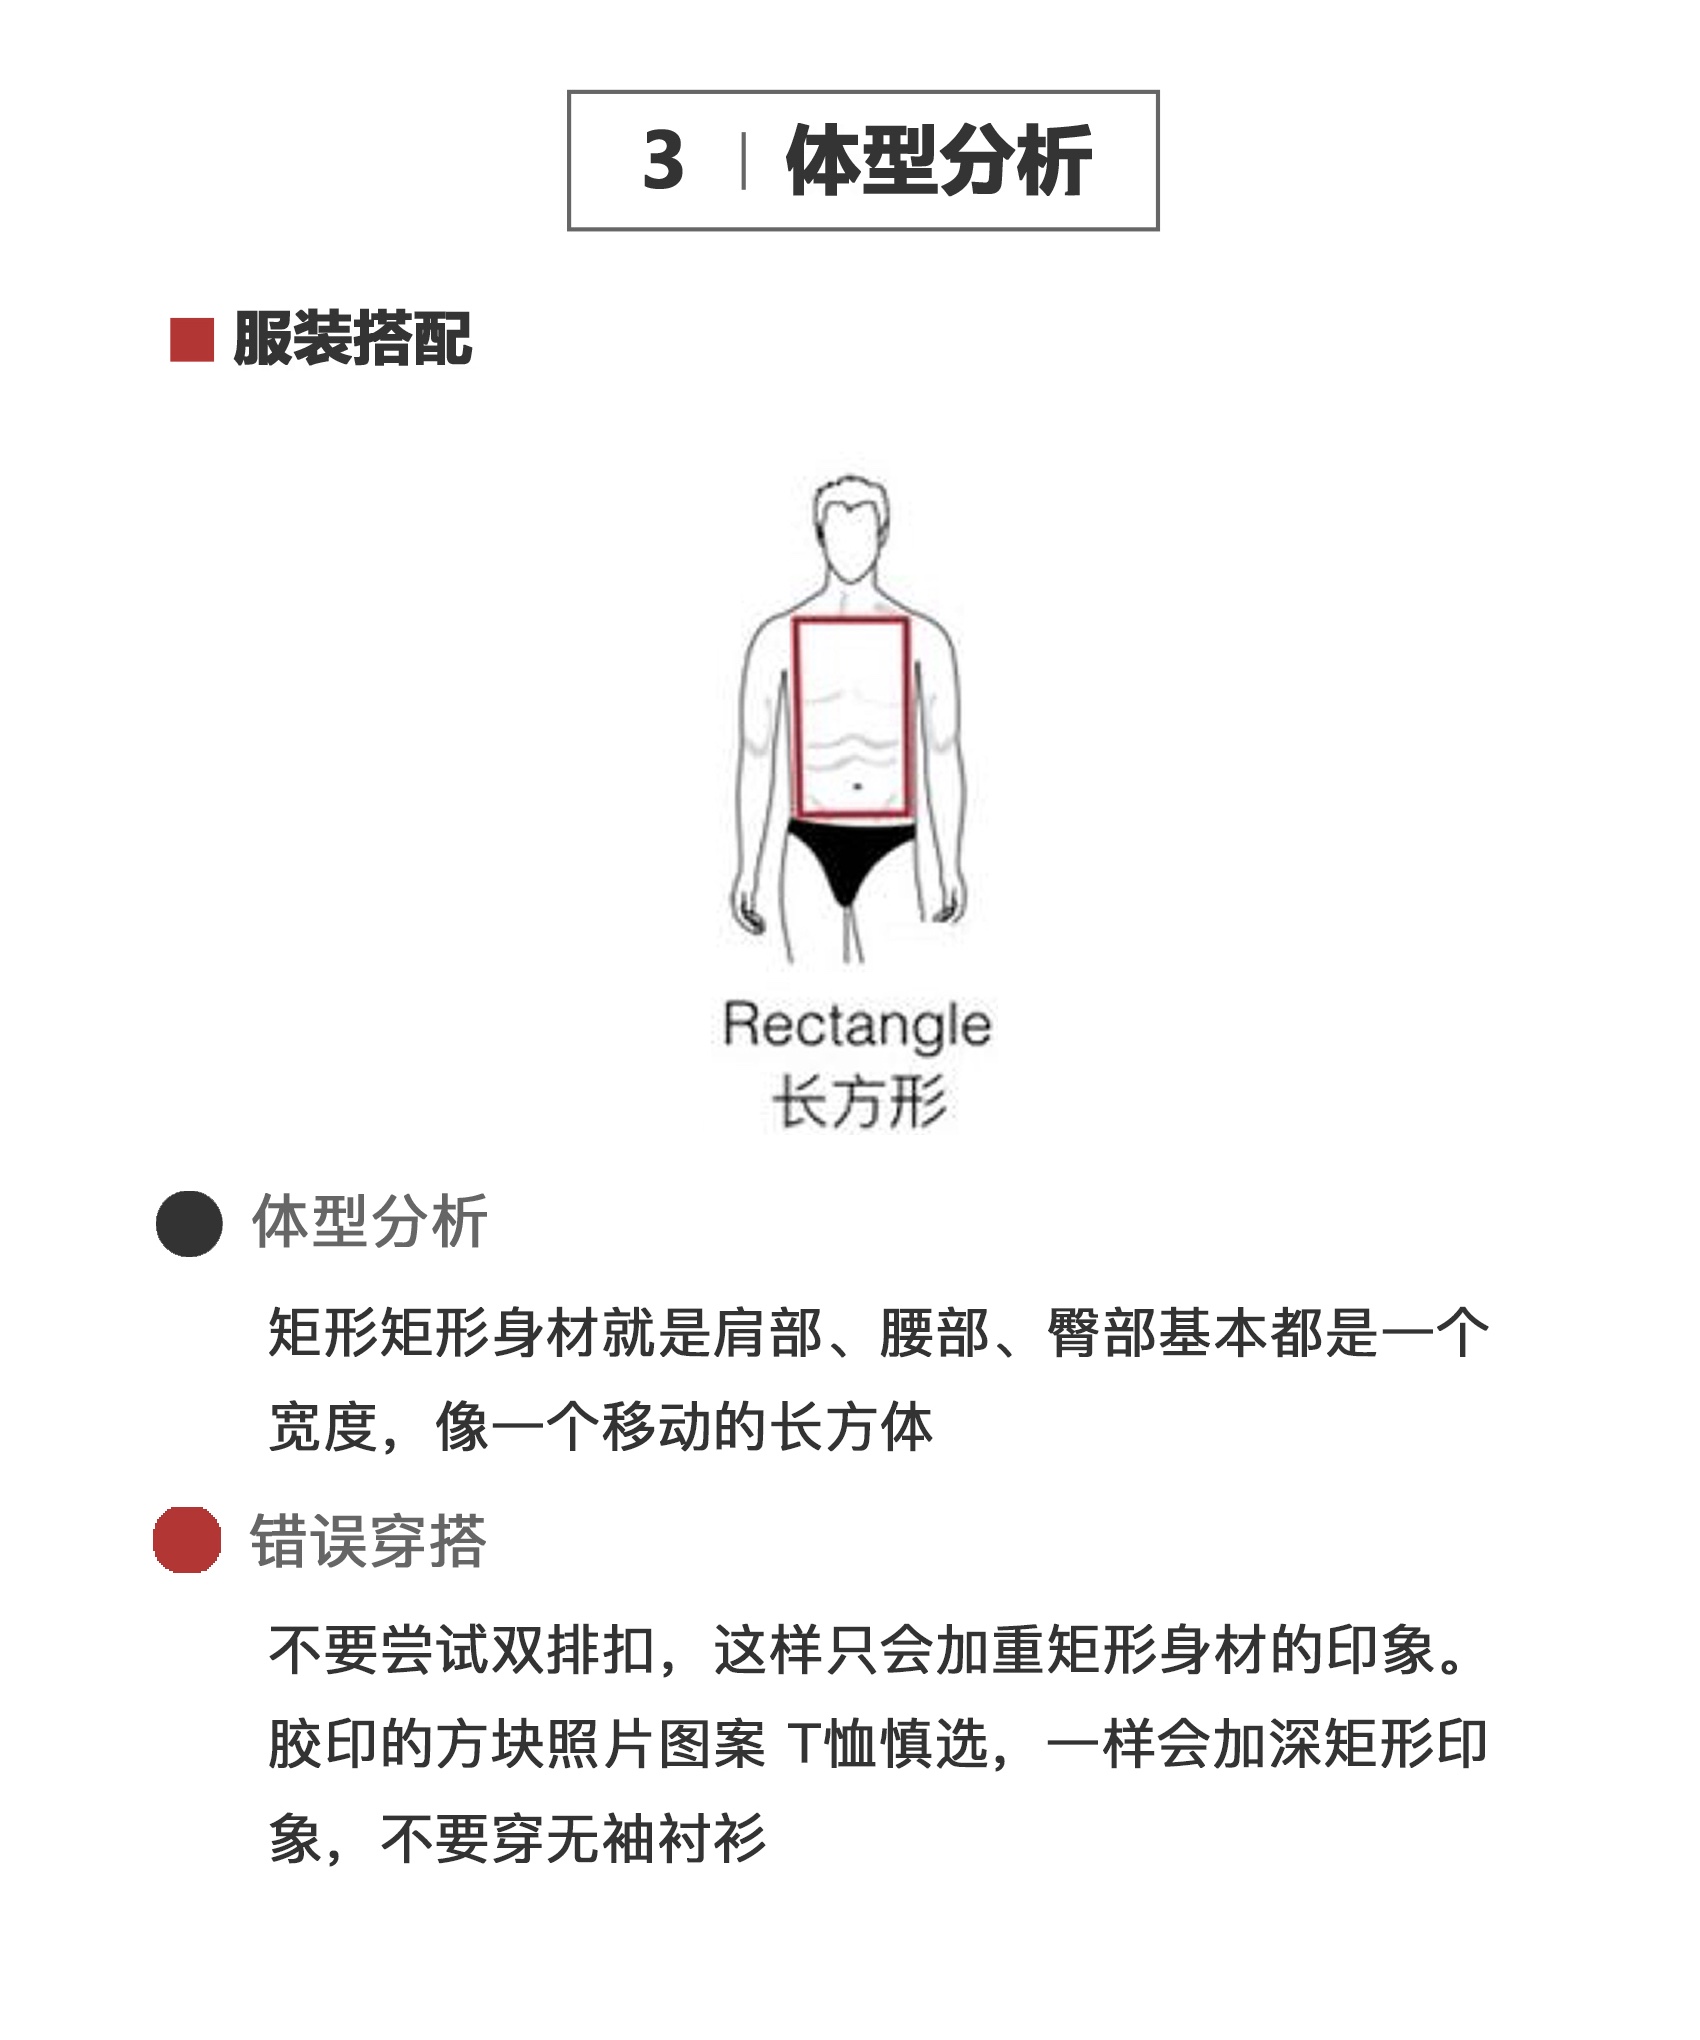 3 | 体型分析
服装搭配
Rectangle
长方形
体型分析
矩形矩形身材就是肩部、腰部、臀部基本都是一个
宽度，像一个移动的长方体
错误穿搭
不要尝试双排扣，这样只会加重矩形身材的印象。
胶印的方块照片图案 T恤慎选，一样会加深矩形印
象，不要穿无袖衬衫